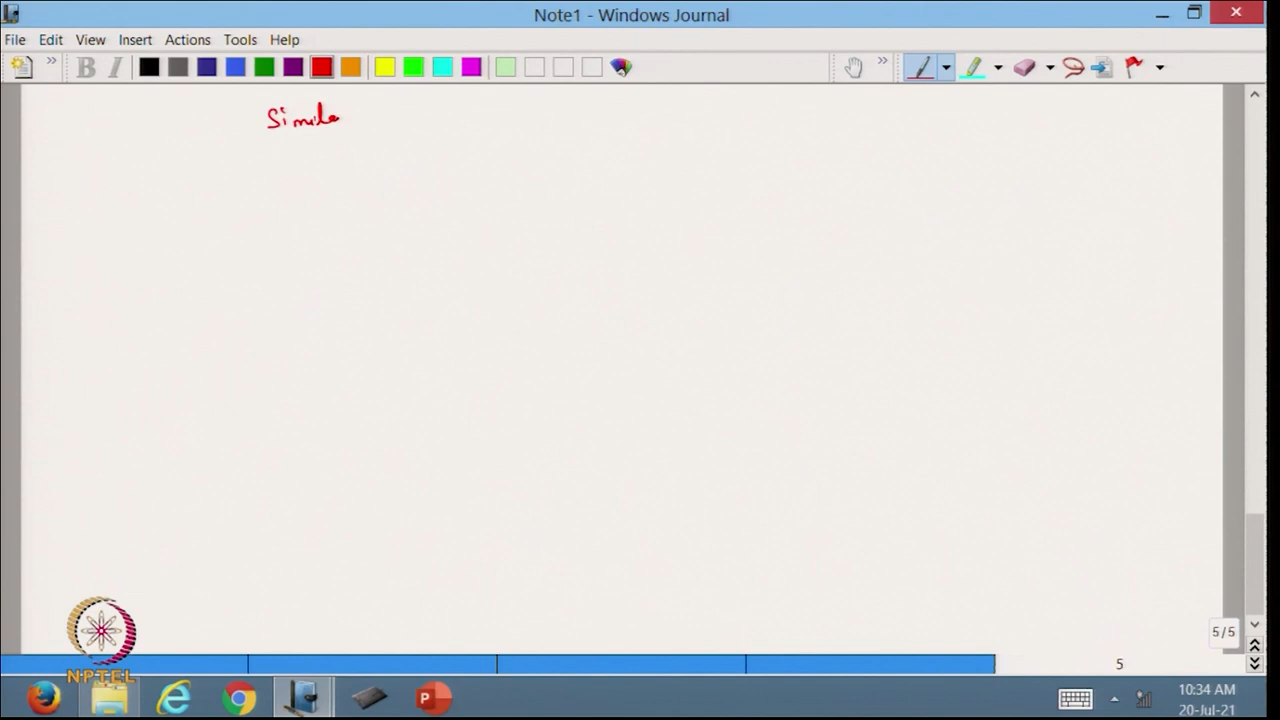 Note1 - Windows Journal
File Edit View Insert Actions Tools Help
B I
Simila
5/5
5
NPTEL
10:34 AM
20-Jul-21